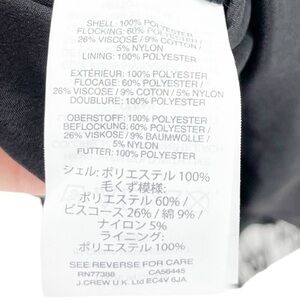 SHELL: 100% POLYESTER
FLOCKING: 60% POLYESTER /
26% VISCOSE / 9% COTTON /
5% NYLON
LINING: 100% POLYESTER
EXTÉRIEUR: 100% POLYESTER
FLOCAGE: 60% POLYESTER /
26% VISCOSE / 9% COTON / 5% NYLON
DOUBLURE: 100% POLYESTER
OBERSTOFF: 100% POLYESTER
BEFLOCKUNG: 60% POLYESTER /
26% VISKOSE / 9% BAUMWOLLE /
5% NYLON
FUTTER: 100% POLYESTER
シェル: ポリエステル 100%
毛くず模様:
ポリエステル 60% /
ビスコース 26% / 綿 9% /
ナイロン 5%
ライニング:
ポリエステル 100%
SEE REVERSE FOR CARE
RN77388 CA56445
J.CREW U.K. Ltd EC4V 6JA